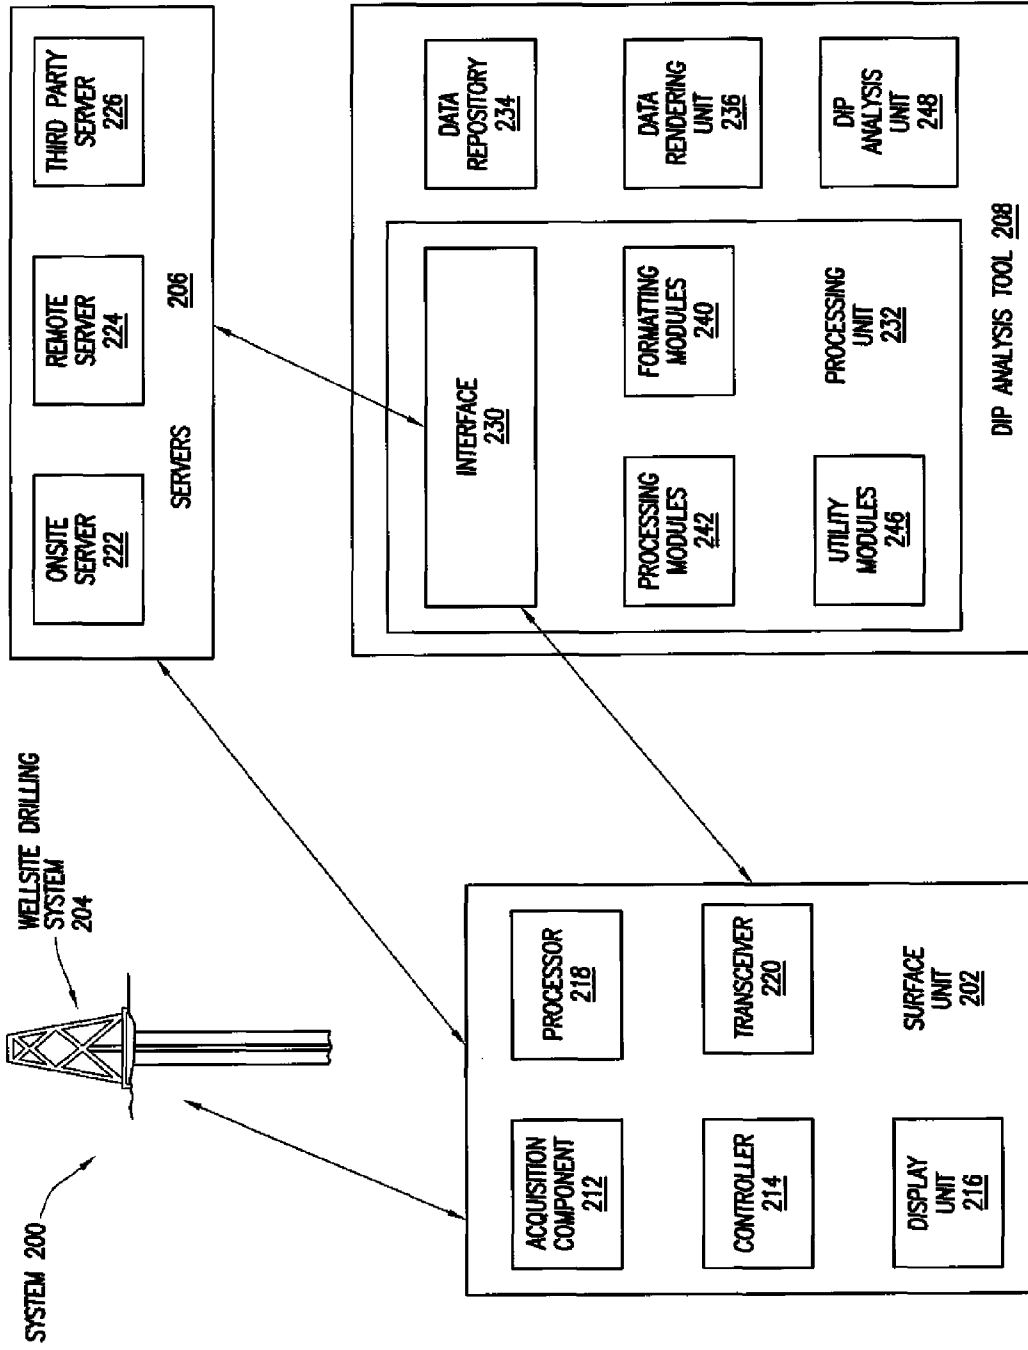 SYSTEM 200
WELLSITE DRILLING
SYSTEM
204
ACQUISITION
COMPONENT
212
PROCESSOR
218
CONTROLLER
214
TRANSCEIVER
220
DISPLAY
UNIT
216
SURFACE
UNIT
202
ONSITE
SERVER
222
REMOTE
SERVER
224
THIRD PARTY
SERVER
226
SERVERS
206
INTERFACE
230
DATA
REPOSITORY
234
PROCESSING
MODULES
242
FORMATTING
MODULES
240
DATA
RENDERING
UNIT
236
UTILITY
MODULES
246
PROCESSING
UNIT
232
DIP
ANALYSIS
UNIT
248
DIP ANALYSIS TOOL 208